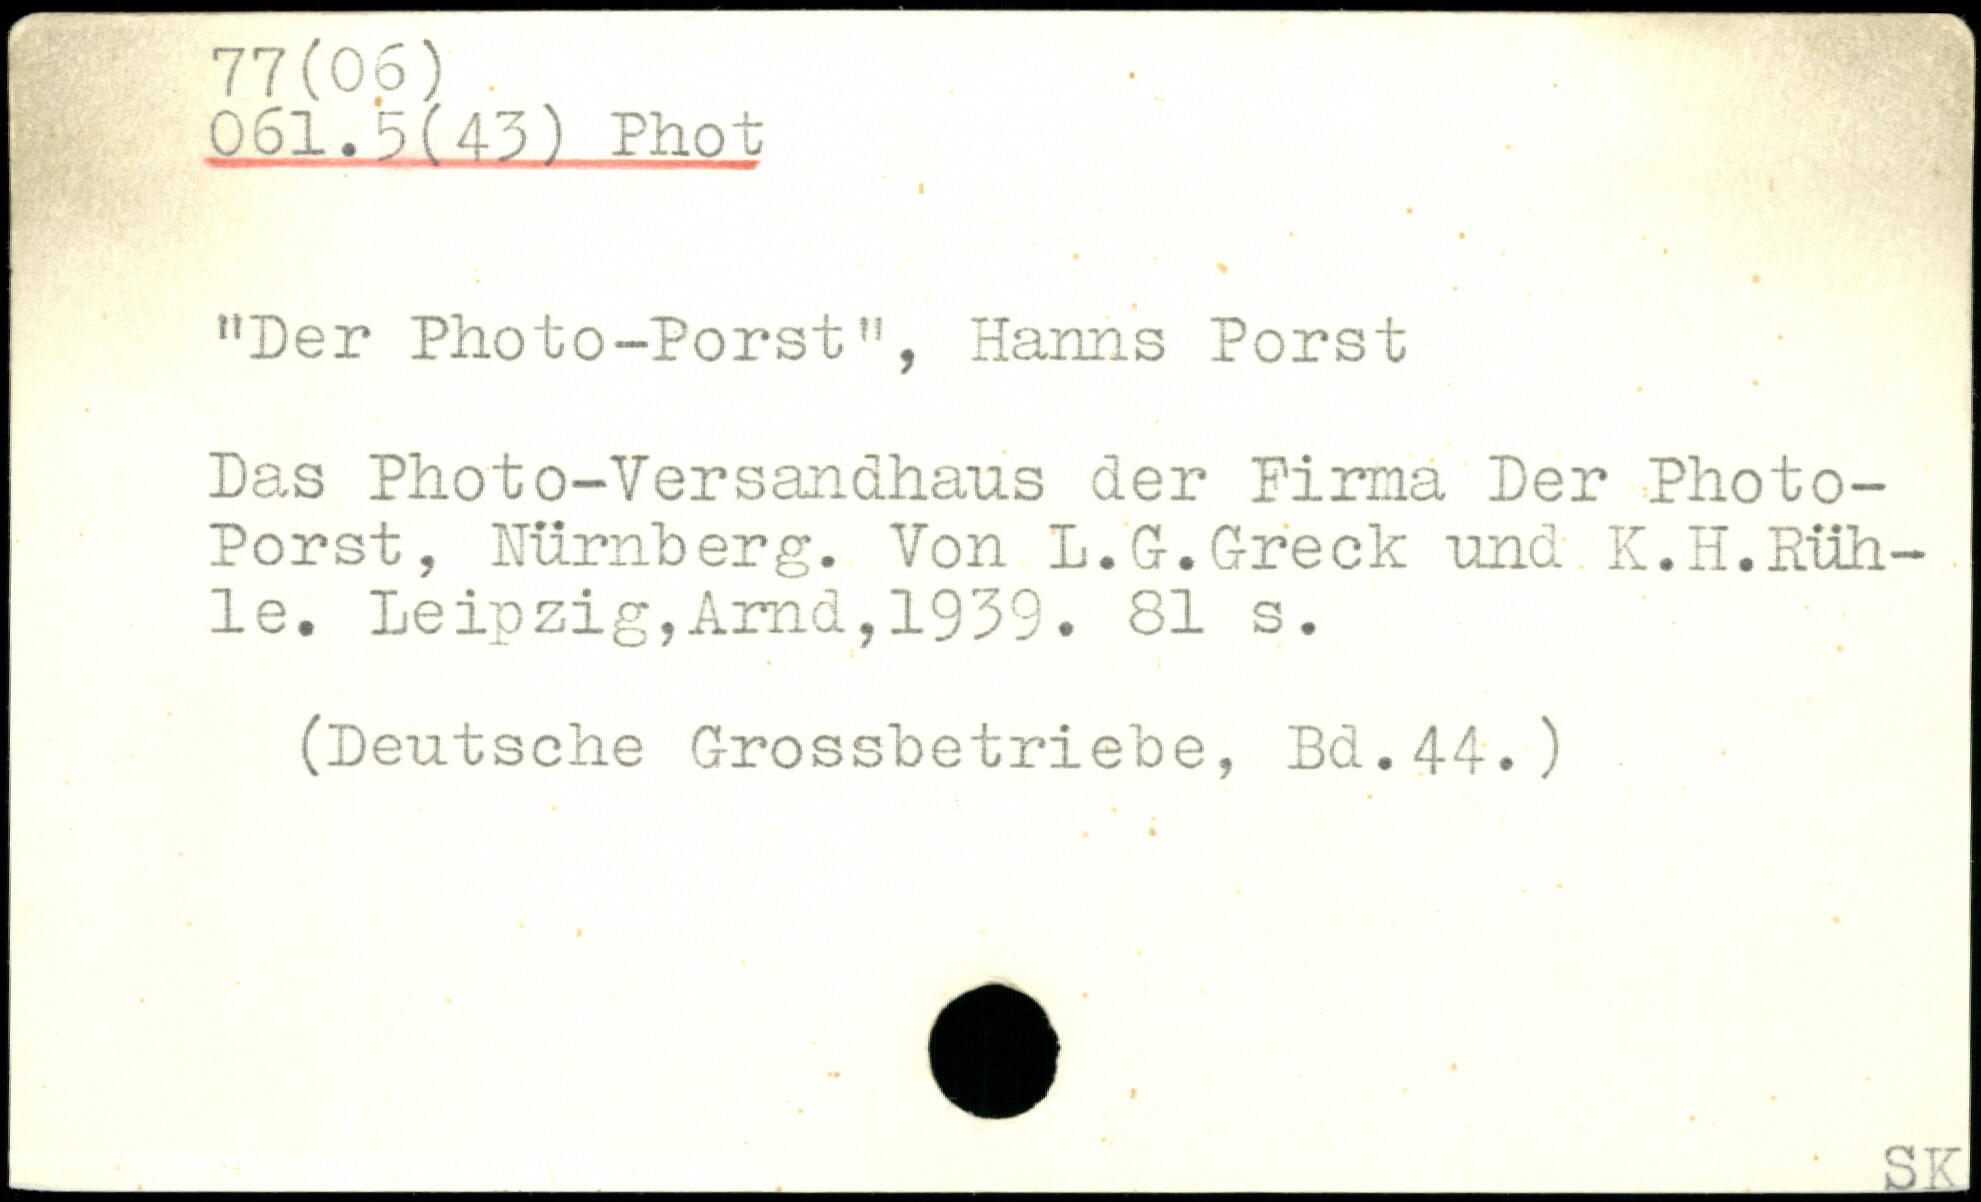 77(06)
061.5(43) Phot
"Der Photo-Porst", Hanns Porst
Das Photo-Versandhaus der Firma Der Photo-
Porst, Nürnberg. Von L.G.Greck und K.H.Rüh-
le. Leipzig,Arnd,1939. 81 s.
(Deutsche Grossbetriebe, Bd.44.)
SK